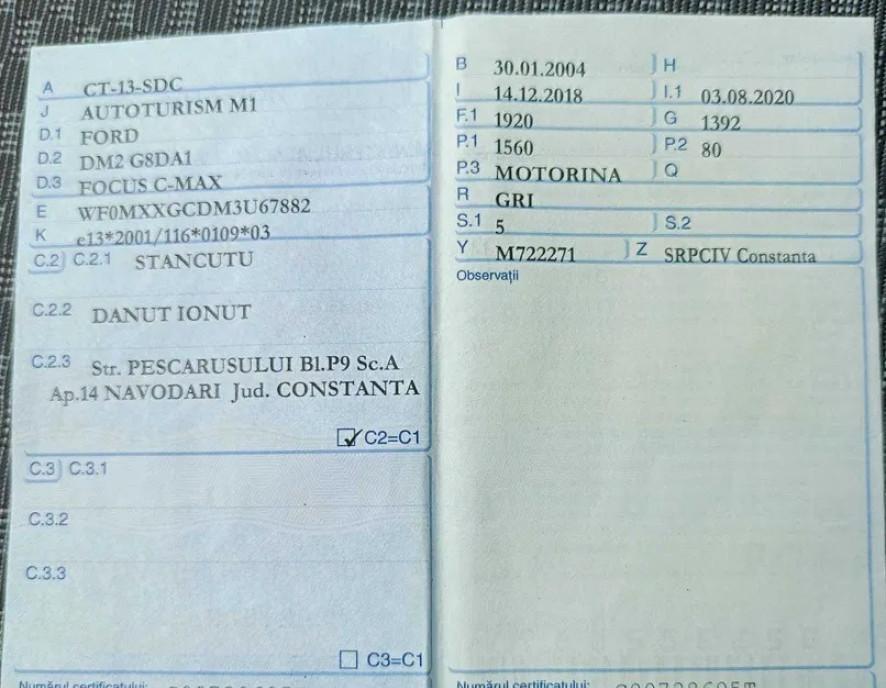 A CT-13-SDC
J AUTOTURISM M1
D.1 FORD
D.2 DM2 G8DA1
D.3 FOCUS C-MAX
E WF0MXXGCDM3U67882
K e13*2001/116*0109*03
C.2 C.2.1 STANCUTU
C.2.2 DANUT IONUT
C.2.3 Str. PESCARUSULUI Bl.P9 Sc.A
Ap.14 NAVODARI Jud. CONSTANTA
C2=C1
C.3 C.3.1
C.3.2
C.3.3
C3=C1
Numărul certificatului:
B 30.01.2004 H
I 14.12.2018 I.1 03.08.2020
F.1 1920 G 1392
P.1 1560 P.2 80
P.3 MOTORINA Q
R GRI
S.1 5 S.2
Y M722271 Z SRPCIV Constanta
Observații
Numărul certificatului: